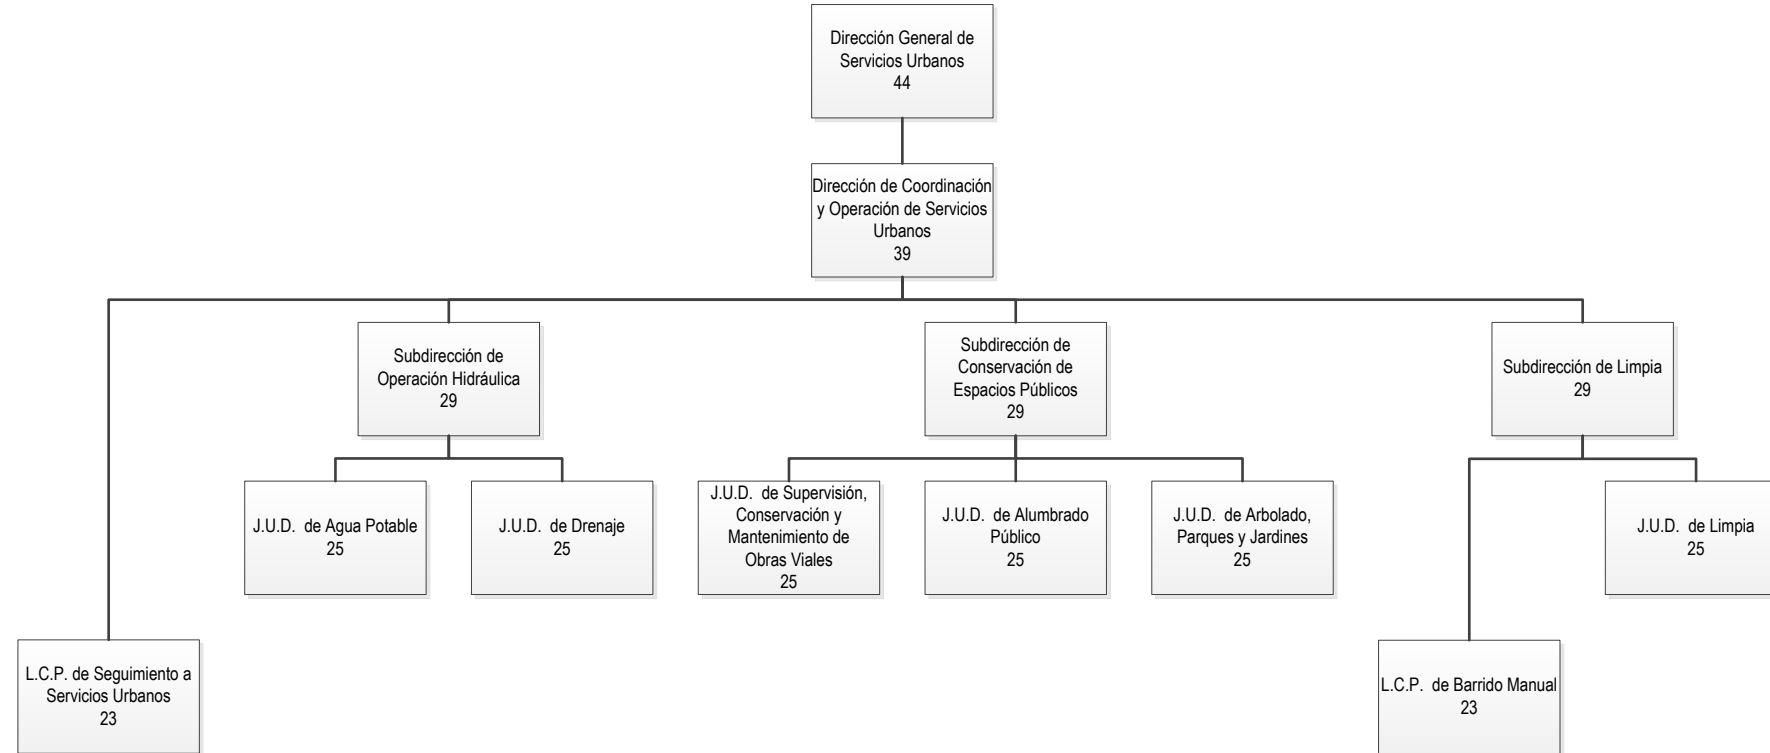 Dirección General de
Servicios Urbanos
44
Dirección de Coordinación
y Operación de Servicios
Urbanos
39
Subdirección de
Operación Hidráulica
29
Subdirección de
Conservación de
Espacios Públicos
29
Subdirección de Limpia
29
J.U.D. de Agua Potable
25
J.U.D. de Drenaje
25
J.U.D. de Supervisión,
Conservación y
Mantenimiento de
Obras Viales
25
J.U.D. de Alumbrado
Público
25
J.U.D. de Arbolado,
Parques y Jardines
25
J.U.D. de Limpia
25
L.C.P. de Seguimiento a
Servicios Urbanos
23
L.C.P. de Barrido Manual
23